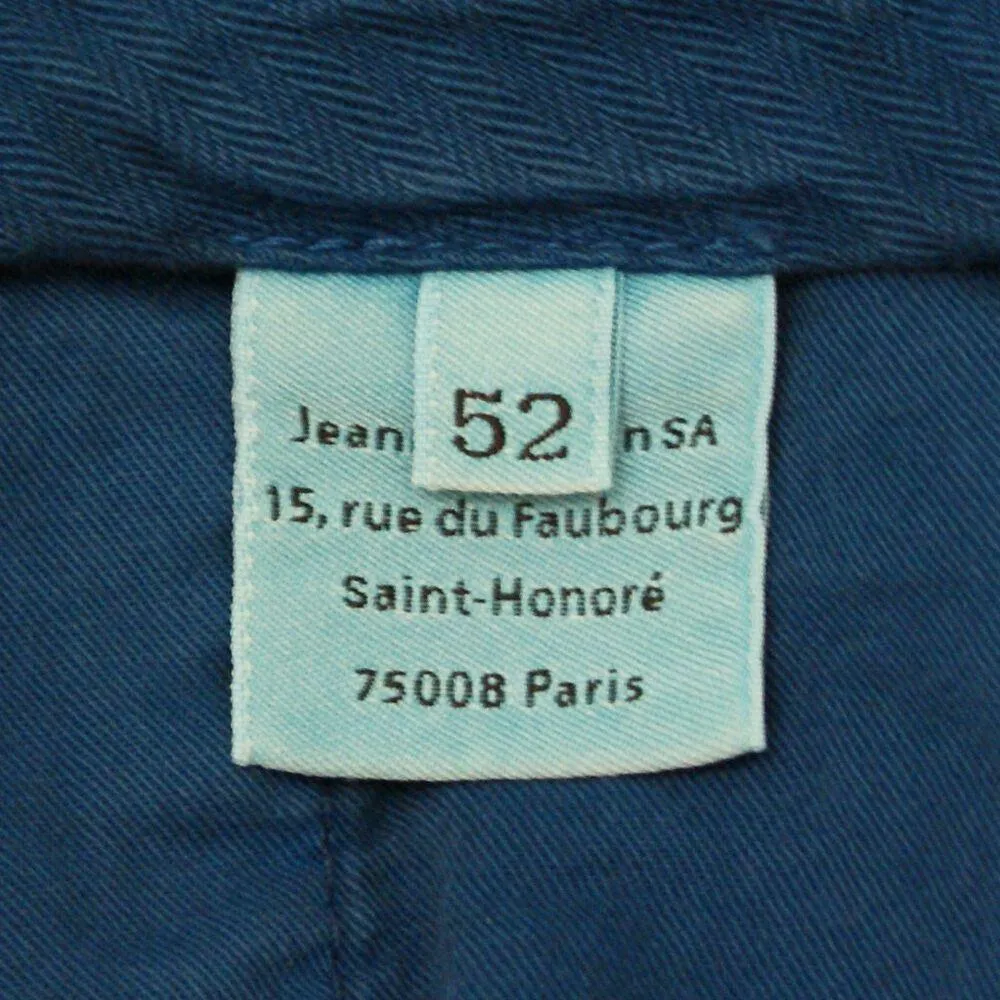 52
Jean n SA
15, rue du Faubourg
Saint-Honoré
75008 Paris